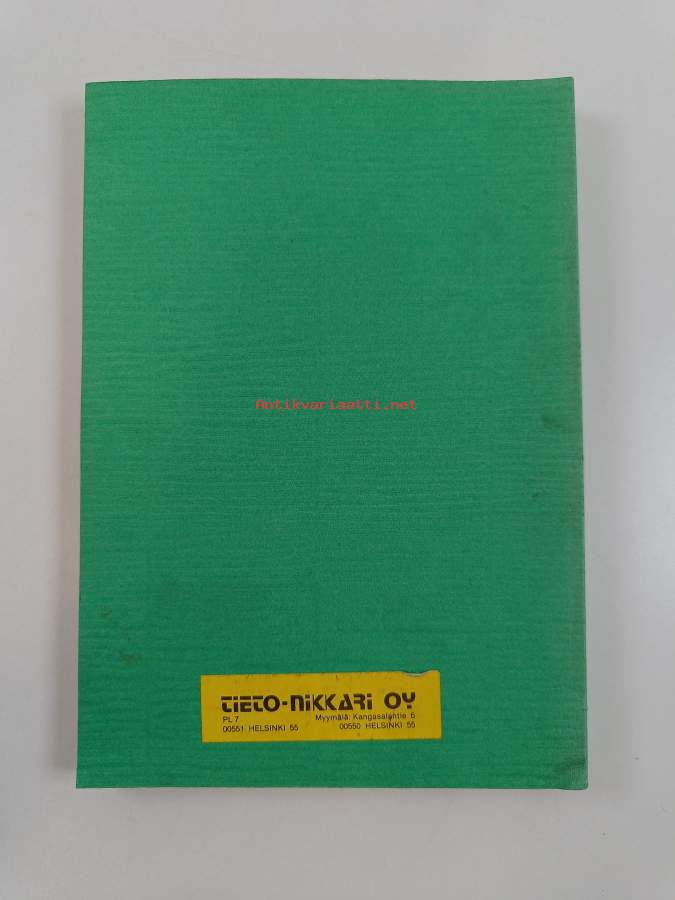 Antikvariaatti.net
TIETO-NIKKARI OY
PL 7 Myymälä: Kangasalantie 6
00551 HELSINKI 55 00550 HELSINKI 55